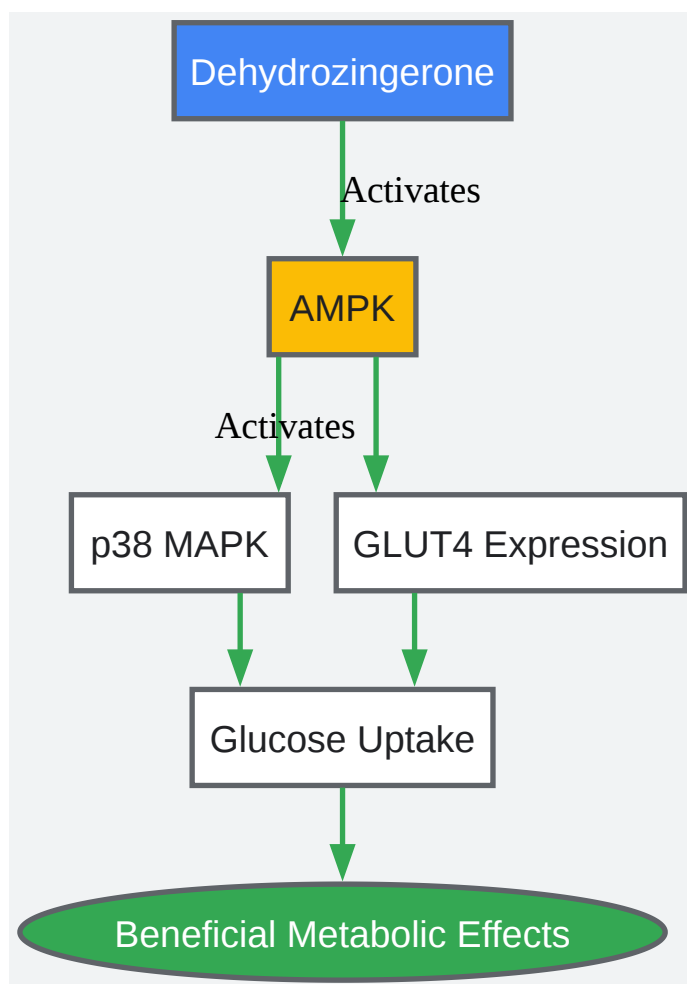 Dehydrozingerone
Activates
AMPK
Activates
p38 MAPK
GLUT4 Expression
Glucose Uptake
Beneficial Metabolic Effects